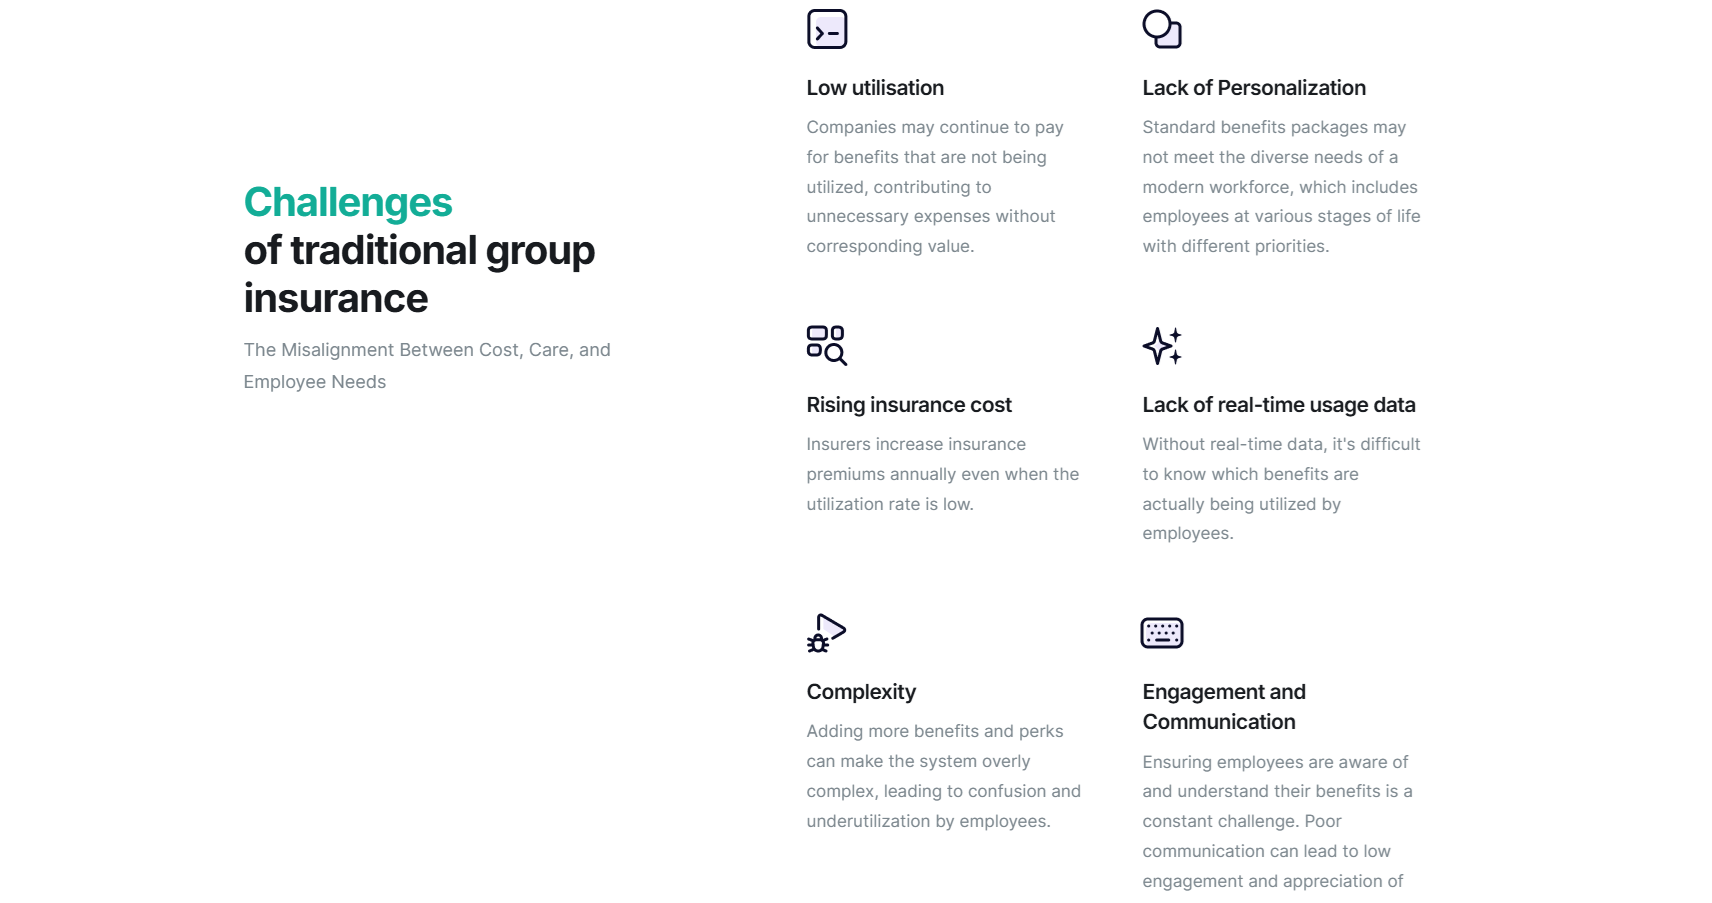 Challenges
of traditional group
insurance
The Misalignment Between Cost, Care, and
Employee Needs
Low utilisation
Companies may continue to pay
for benefits that are not being
utilized, contributing to
unnecessary expenses without
corresponding value.
Lack of Personalization
Standard benefits packages may
not meet the diverse needs of a
modern workforce, which includes
employees at various stages of life
with different priorities.
Rising insurance cost
Insurers increase insurance
premiums annually even when the
utilization rate is low.
Lack of real-time usage data
Without real-time data, it's difficult
to know which benefits are
actually being utilized by
employees.
Complexity
Adding more benefits and perks
can make the system overly
complex, leading to confusion and
underutilization by employees.
Engagement and
Communication
Ensuring employees are aware of
and understand their benefits is a
constant challenge. Poor
communication can lead to low
engagement and appreciation of